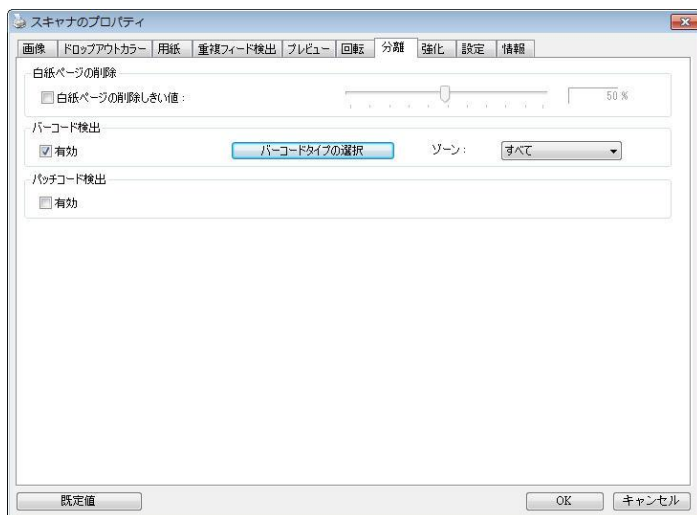 スキャナのプロパティ
画像 ドロップアウトカラー 用紙 重複フィード検出 プレビュー 回転 分離 強化 設定 情報
白紙ページの削除
白紙ページの削除しきい値： 50 %
バーコード検出
有効 バーコードタイプの選択 ゾーン： すべて
パッチコード検出
有効
既定値 OK キャンセル